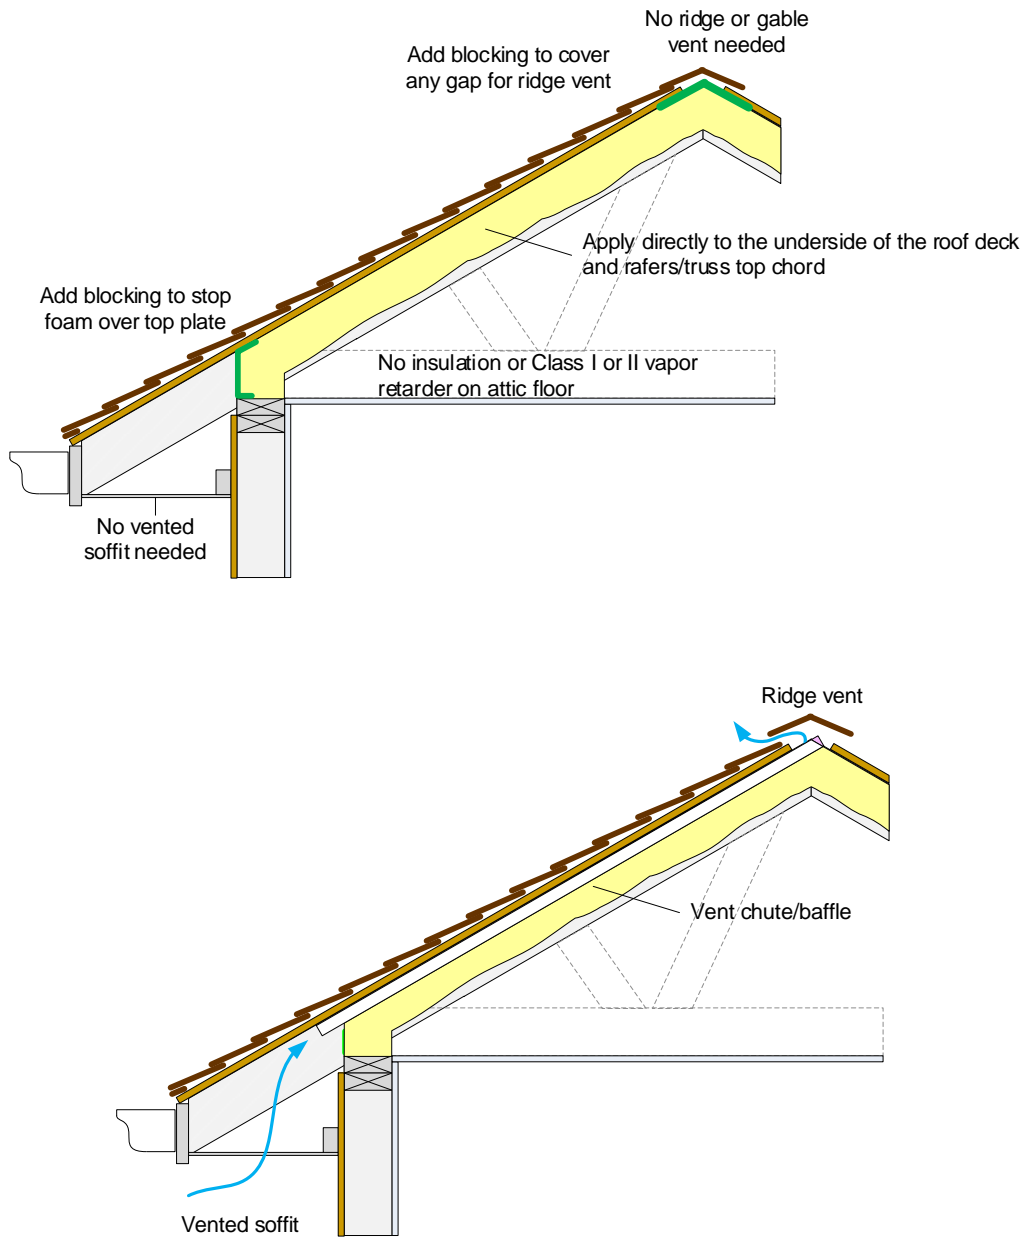 No ridge or gable
vent needed
Add blocking to cover
any gap for ridge vent
Apply directly to the underside of the roof deck
and rafers/truss top chord
Add blocking to stop
foam over top plate
No insulation or Class I or II vapor
retarder on attic floor
No vented
soffit needed
Ridge vent
Vent chute/baffle
Vented soffit